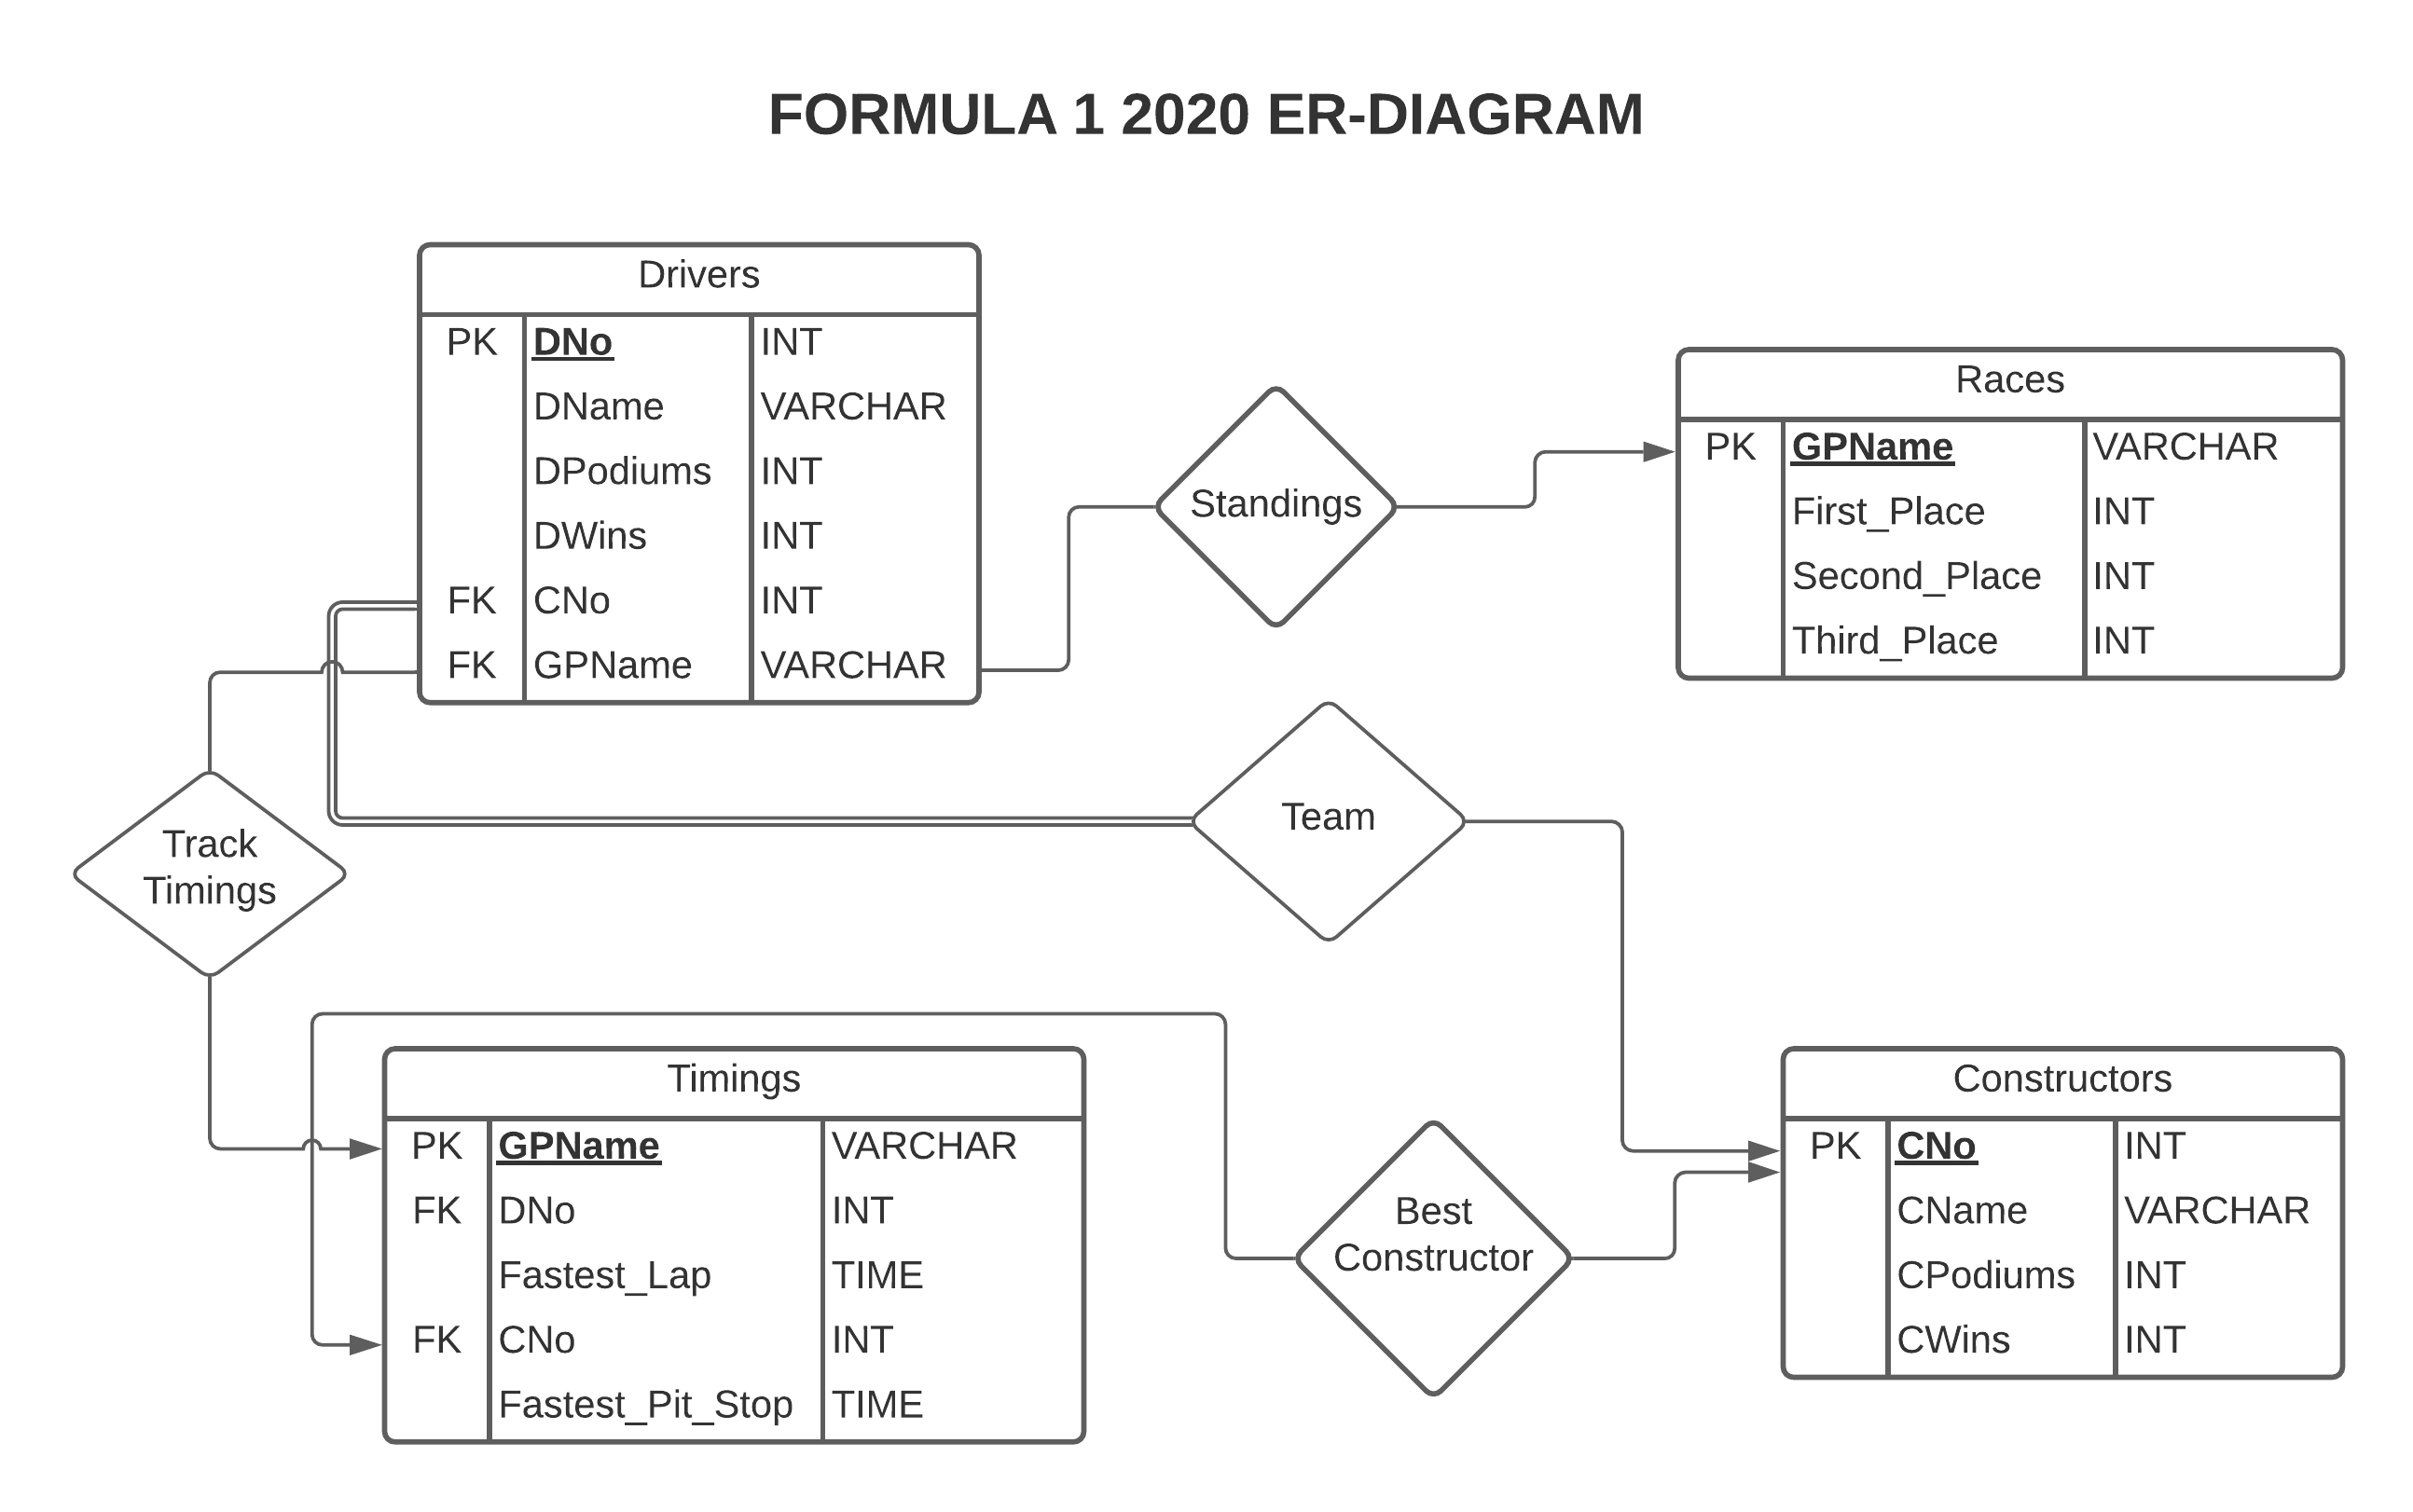 FORMULA 1 2020 ER-DIAGRAM
Drivers
PK DNo INT
DName VARCHAR
DPodiums INT
DWins INT
FK CNo INT
FK GPName VARCHAR
Standings
Races
PK GPName VARCHAR
First_Place INT
Second_Place INT
Third_Place INT
Team
Track
Timings
Timings
PK GPName VARCHAR
FK DNo INT
Fastest_Lap TIME
FK CNo INT
Fastest_Pit_Stop TIME
Best
Constructor
Constructors
PK CNo INT
CName VARCHAR
CPodiums INT
CWins INT